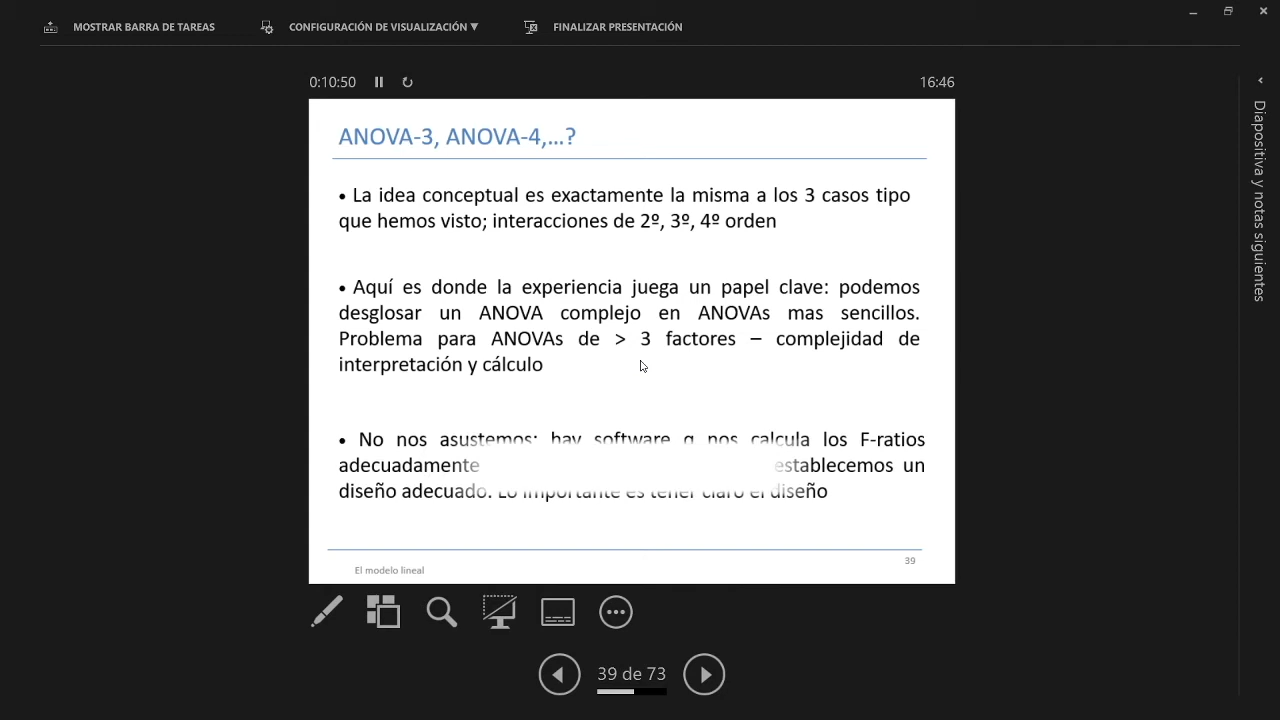 MOSTRAR BARRA DE TAREAS CONFIGURACIÓN DE VISUALIZACIÓN ▼ FINALIZAR PRESENTACIÓN
0:10:50 16:46
ANOVA-3, ANOVA-4,...?
• La idea conceptual es exactamente la misma a los 3 casos tipo
que hemos visto; interacciones de 2º, 3º, 4º orden
• Aquí es donde la experiencia juega un papel clave: podemos
desglosar un ANOVA complejo en ANOVAs mas sencillos.
Problema para ANOVAs de > 3 factores – complejidad de
interpretación y cálculo
• No nos asustemos: hay software q nos calcula los F-ratios
adecuadamente establecemos un
diseño adecuado. Lo importante es tener claro el diseño
El modelo lineal
39
39 de 73
Diapositiva y notas siguientes